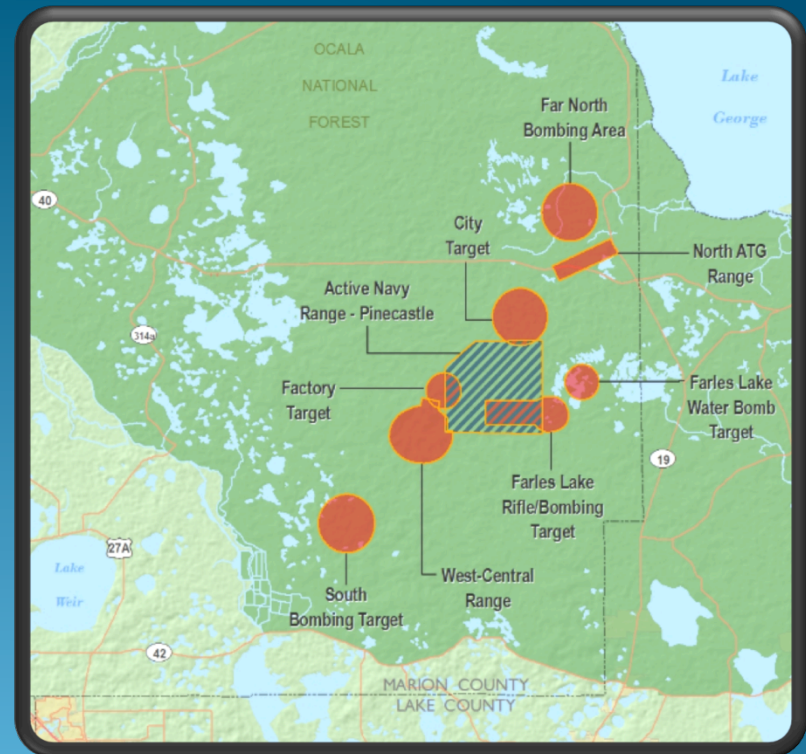 OCALA
NATIONAL
FOREST
Lake
George
Far North
Bombing Area
40
City
Target
North ATG
Range
Active Navy
Range - Pinecastle
314a
Factory
Target
Farles Lake
Water Bomb
Target
19
Farles Lake
Rifle/Bombing
Target
27A
Lake
Weir
West-Central
Range
South
Bombing Target
42
MARION COUNTY
LAKE COUNTY